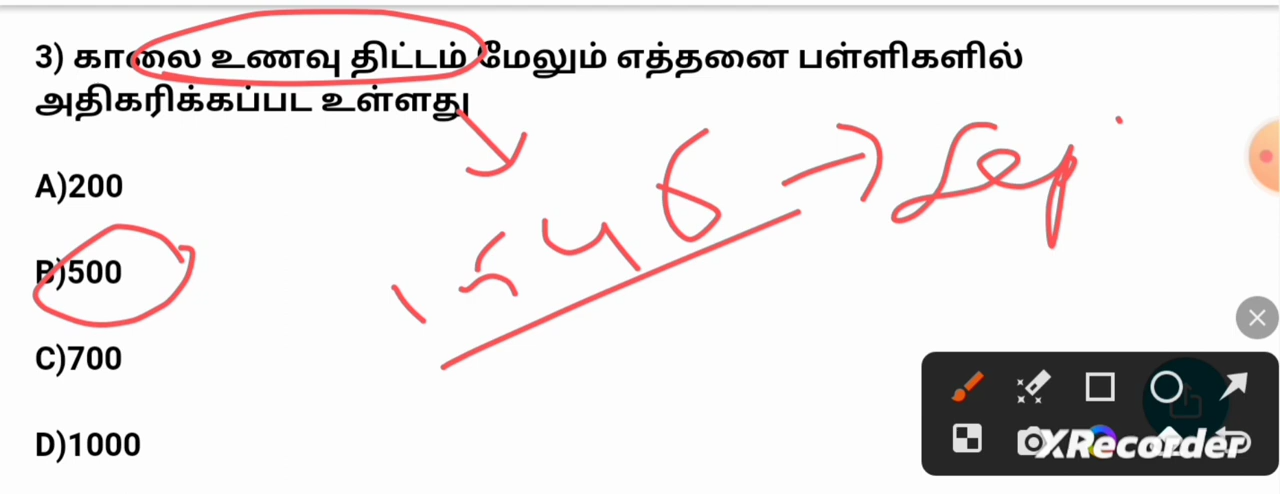 3) காலை உணவு திட்டம் மேலும் எத்தனை பள்ளிகளில்
அதிகரிக்கப்பட உள்ளது
A)200
B)500
C)700
D)1000
1546 → Sep
XRecorder